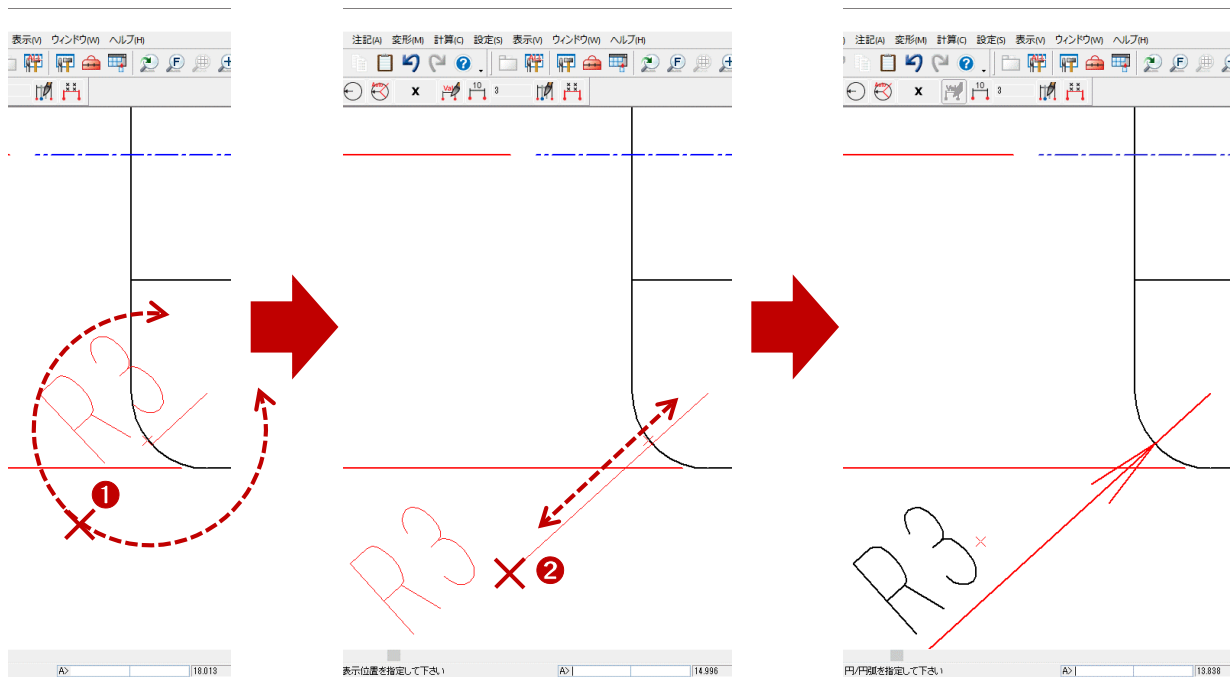 表示(V) ウィンドウ(W) ヘルプ(H)
R3
❶
A>
18.013
注記(A) 変形(M) 計算(C) 設定(S) 表示(V) ウィンドウ(W) ヘルプ(H)
10
3
R3
❷
表示位置を指定して下さい
A>
14.996
) 注記(A) 変形(M) 計算(C) 設定(S) 表示(V) ウィンドウ(W) ヘルプ(H)
10
3
R3
円/円弧を指定して下さい
A>
13.838